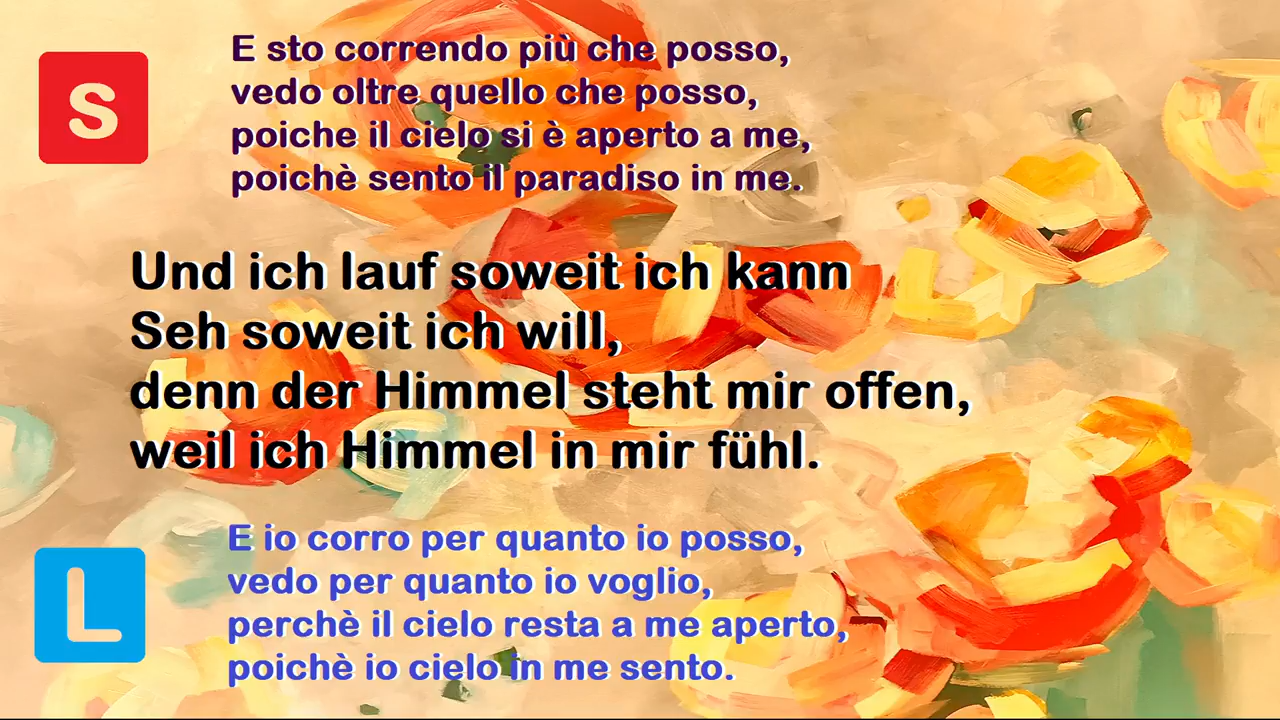 S
E sto correndo più che posso,
vedo oltre quello che posso,
poiche il cielo si è aperto a me,
poichè sento il paradiso in me.
Und ich lauf soweit ich kann
Seh soweit ich will,
denn der Himmel steht mir offen,
weil ich Himmel in mir fühl.
L
E io corro per quanto io posso,
vedo per quanto io voglio,
perchè il cielo resta a me aperto,
poichè io cielo in me sento.